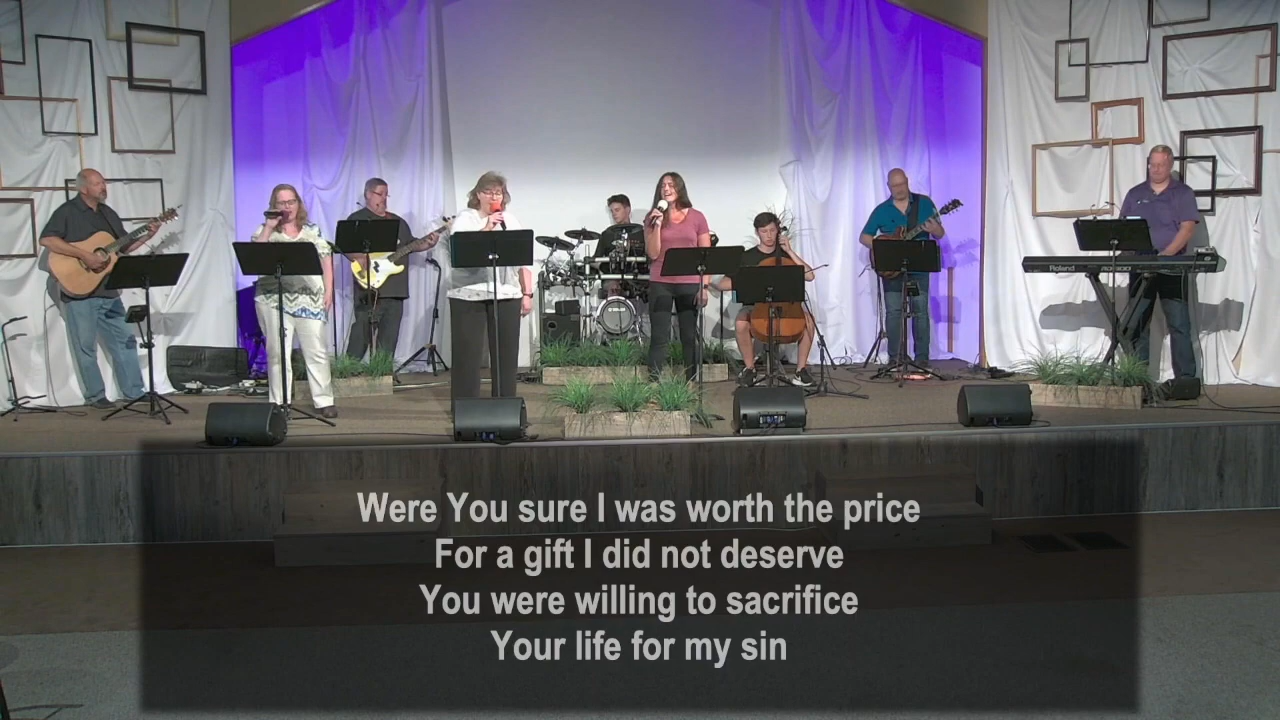 Roland
Were You sure I was worth the price
For a gift I did not deserve
You were willing to sacrifice
Your life for my sin